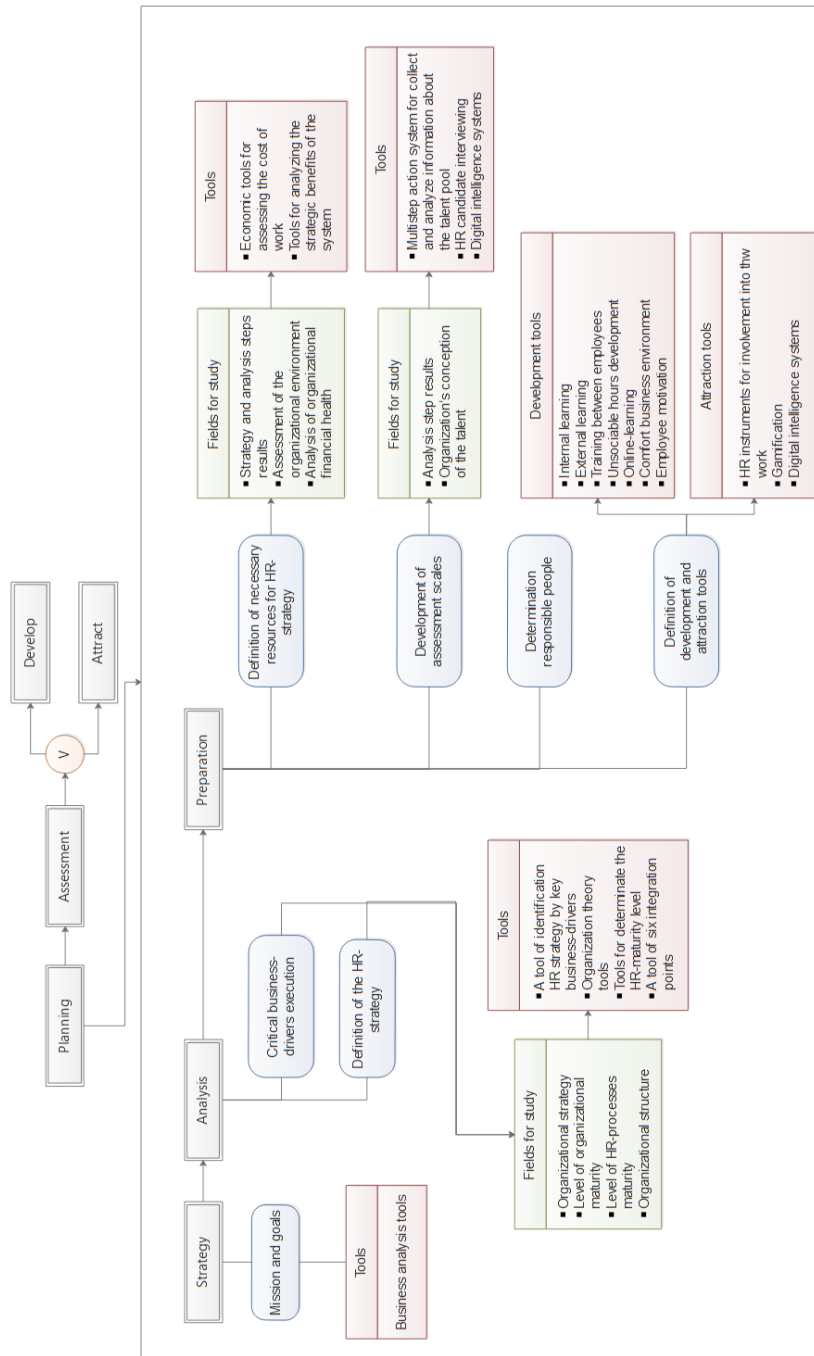 Planning
Assessment
V
Develop
Attract
Strategy
Analysis
Preparation
Mission and goals
Tools
Business analysis tools
Critical business-
drivers execution
Definition of the HR-
strategy
Fields for study
■ Organizational strategy
■ Level of organizational
maturity
■ Level of HR-processes
maturity
■ Organizational structure
Tools
■ A tool of identification
HR strategy by key
business-drivers
■ Organization theory
tools
■ Tools for determinate the
HR-maturity level
■ A tool of six integration
points
Definition of necessary
resources for HR-
strategy
Fields for study
■ Strategy and analysis steps
results
■ Assessment of the
organizational environment
■ Analysis of organizational
financial health
Tools
■ Economic tools for
assessing the cost of
work
■ Tools for analyzing the
strategic benefits of the
system
Development of
assessment scales
Fields for study
■ Analysis step results
■ Organization's conception
of the talent
Tools
■ Multistep action system for collect
and analyze information about
the talent pool
■ HR candidate interviewing
■ Digital intelligence systems
Determination
responsible people
Definition of
development and
attraction tools
Development tools
■ Internal learning
■ External learning
■ Training between employees
■ Unsociable hours development
■ Online-learning
■ Comfort business environment
■ Employee motivation
Attraction tools
■ HR instruments for involvement into thw
work
■ Gamification
■ Digital intelligence systems